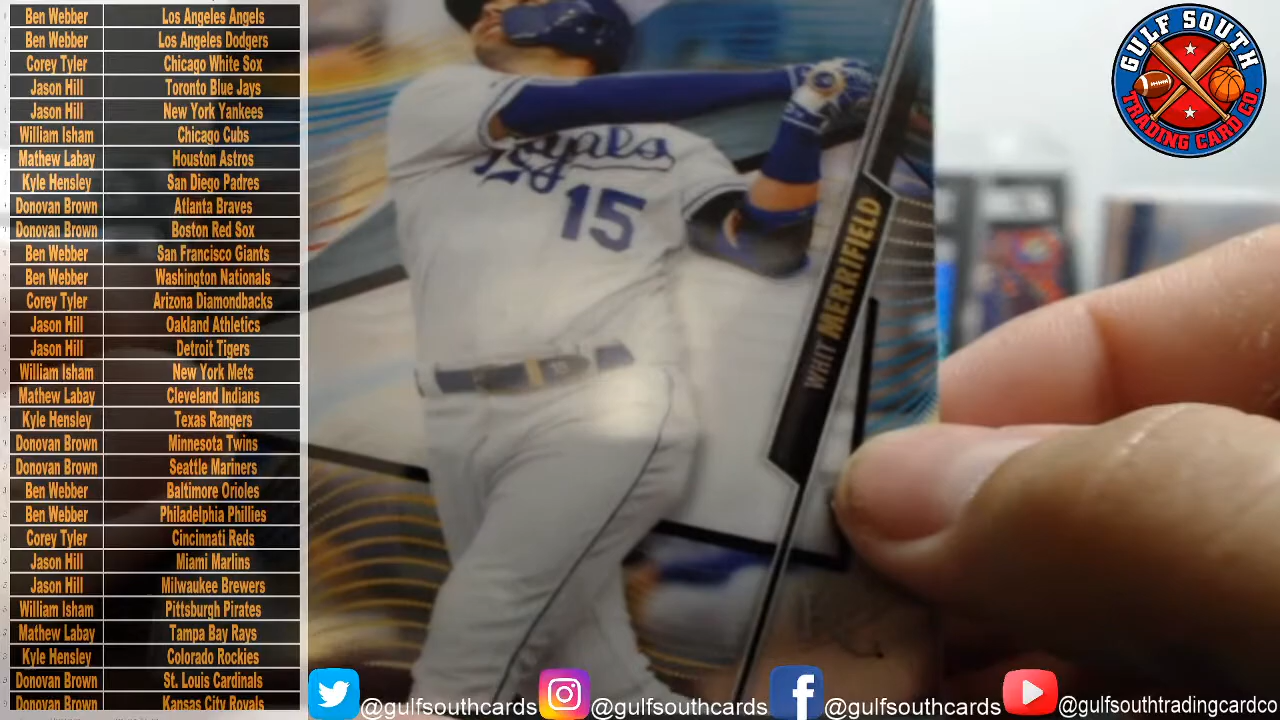 Ben Webber Los Angeles Angels
Ben Webber Los Angeles Dodgers
Corey Tyler Chicago White Sox
Jason Hill Toronto Blue Jays
Jason Hill New York Yankees
William Isham Chicago Cubs
Mathew Labay Houston Astros
Kyle Hensley San Diego Padres
Donovan Brown Atlanta Braves
Donovan Brown Boston Red Sox
Ben Webber San Francisco Giants
Ben Webber Washington Nationals
Corey Tyler Arizona Diamondbacks
Jason Hill Oakland Athletics
Jason Hill Detroit Tigers
William Isham New York Mets
Mathew Labay Cleveland Indians
Kyle Hensley Texas Rangers
Donovan Brown Minnesota Twins
Donovan Brown Seattle Mariners
Ben Webber Baltimore Orioles
Ben Webber Philadelphia Phillies
Corey Tyler Cincinnati Reds
Jason Hill Miami Marlins
Jason Hill Milwaukee Brewers
William Isham Pittsburgh Pirates
Mathew Labay Tampa Bay Rays
Kyle Hensley Colorado Rockies
Donovan Brown St. Louis Cardinals
Donovan Brown Kansas City Royals
Royals
15
WHIT MERRIFIELD
GULF SOUTH
TRADING CARD CO.
@gulfsouthcards
@gulfsouthcards
@gulfsouthcards
@gulfsouthtradingcardco